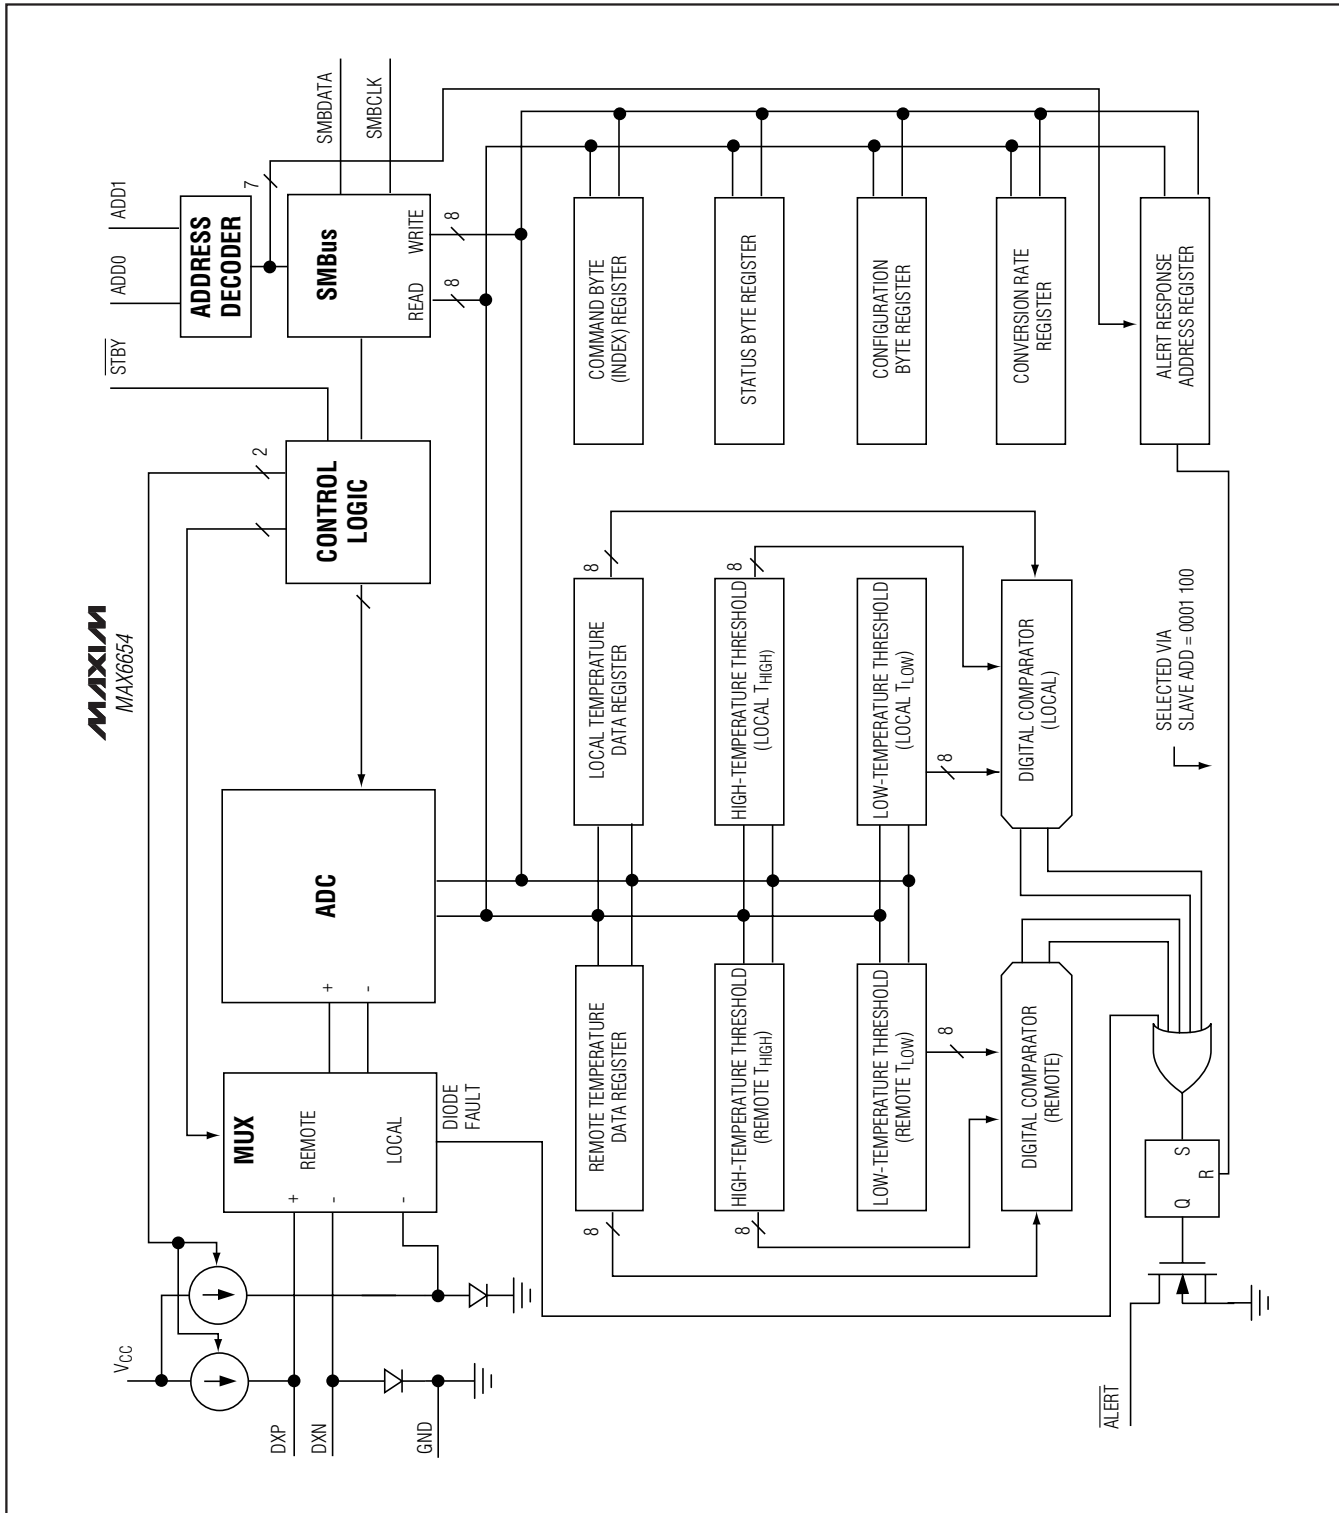 MAXIM
MAX6654
VCC
DXP
DXN
GND
MUX
REMOTE
LOCAL
+
-
-
DIODE
FAULT
+
-
ADC
CONTROL
LOGIC
2
STBY
ADD0
ADD1
ADDRESS
DECODER
7
SMBus
READ
WRITE
8
8
SMBDATA
SMBCLK
REMOTE TEMPERATURE
DATA REGISTER
8
LOCAL TEMPERATURE
DATA REGISTER
8
COMMAND BYTE
(INDEX) REGISTER
HIGH-TEMPERATURE THRESHOLD
(REMOTE THIGH)
8
HIGH-TEMPERATURE THRESHOLD
(LOCAL THIGH)
8
STATUS BYTE REGISTER
LOW-TEMPERATURE THRESHOLD
(REMOTE TLOW)
8
LOW-TEMPERATURE THRESHOLD
(LOCAL TLOW)
8
CONFIGURATION
BYTE REGISTER
DIGITAL COMPARATOR
(REMOTE)
DIGITAL COMPARATOR
(LOCAL)
CONVERSION RATE
REGISTER
ALERT RESPONSE
ADDRESS REGISTER
SELECTED VIA
SLAVE ADD = 0001 100
Q
S
R
ALERT